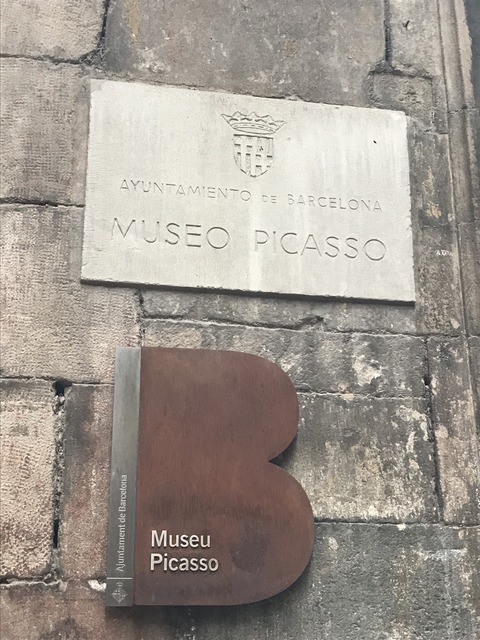 AYUNTAMIENTO DE BARCELONA
MUSEO PICASSO
Ajuntament de Barcelona
Museu
Picasso